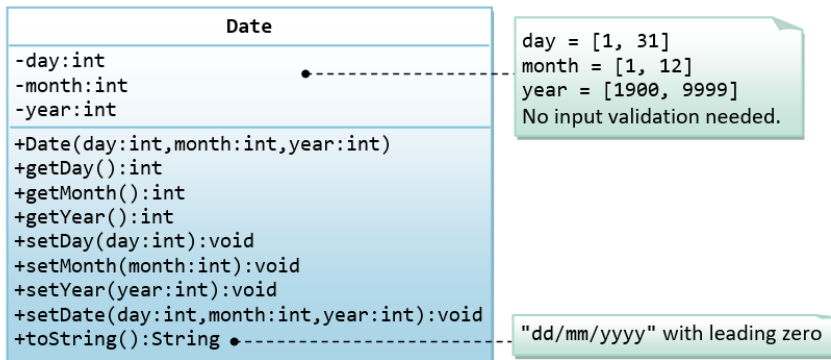 Date
-day:int
-month:int
-year:int
+Date(day:int,month:int,year:int)
+getDay():int
+getMonth():int
+getYear():int
+setDay(day:int):void
+setMonth(month:int):void
+setYear(year:int):void
+setDate(day:int,month:int,year:int):void
+toString():String
day = [1, 31]
month = [1, 12]
year = [1900, 9999]
No input validation needed.
"dd/mm/yyyy" with leading zero